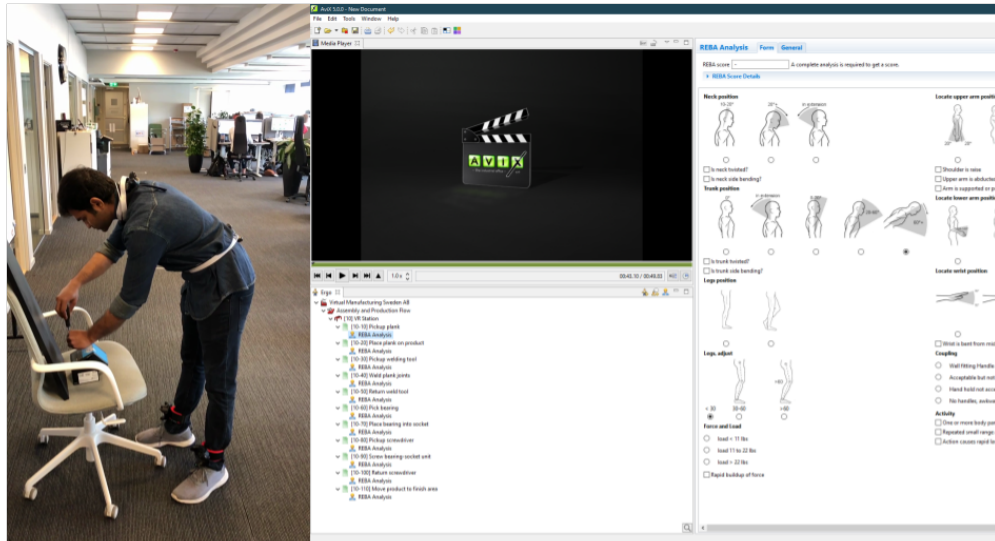 AviX 5.0.0 - New Document
File Edit Tools Window Help
Media Player
AVIX
1.0 x
00:43.10 / 00:49.03
Ergo
Virtual Manufacturing Sweden AB
Assembly and Production Flow
[10] VR Station
[10-10] Pickup plank
REBA Analysis
[10-20] Place plank on product
REBA Analysis
[10-30] Pickup welding tool
REBA Analysis
[10-40] Weld plank joints
REBA Analysis
[10-50] Return weld tool
REBA Analysis
[10-60] Pick bearing
REBA Analysis
[10-70] Place bearing into socket
REBA Analysis
[10-80] Pickup screwdriver
REBA Analysis
[10-90] Screw bearing-socket unit
REBA Analysis
[10-100] Return screwdriver
REBA Analysis
[10-110] Move product to finish area
REBA Analysis
REBA Analysis Form General
REBA score - A complete analysis is required to get a score.
REBA Score Details
Neck position
10-20° 20°+ in extension
Is neck twisted?
Is neck side bending?
Trunk position
in extension
Is trunk twisted?
Is trunk side bending?
Legs position
Legs, adjust
< 30 30-60 >60
Force and Load
load < 11 lbs
load 11 to 22 lbs
load > 22 lbs
Rapid buildup of force
Locate upper arm positi
20° 20°
Shoulder is raise
Upper arm is abducted
Arm is supported or p
Locate lower arm positi
Locate wrist position
Wrist is bent from mid
Coupling
Well fitting Handle
Acceptable but not
Hand hold not acc
No handles, awkwa
Activity
One or more body par
Repeated small range
Action causes rapid lo